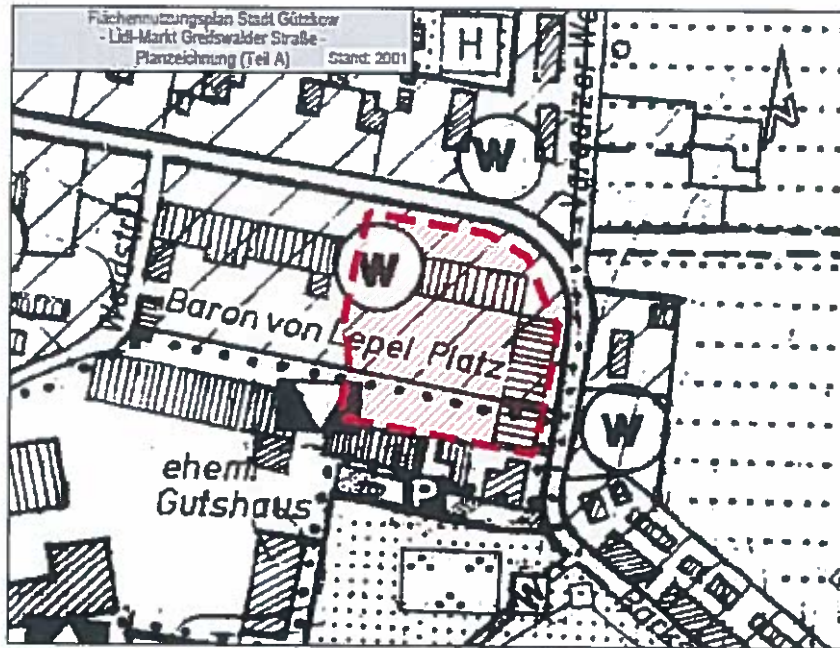 Flächennutzungsplan Stadt Gützkow
- Lidl-Markt Greifswalder Straße -
Planzeichnung (Teil A) Stand: 2001
H
W
W
Baron von Lepel Platz
W
ehem
Gutshaus
P